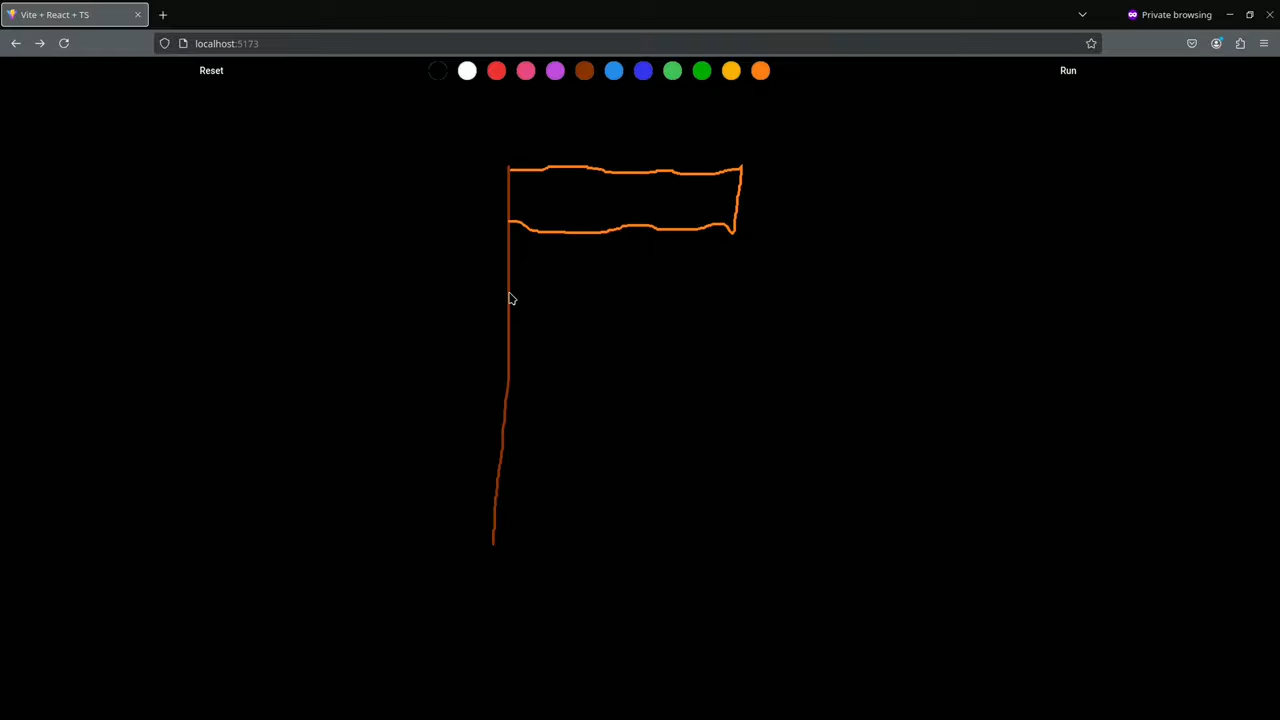 Vite + React + TS
Private browsing
localhost:5173
Reset
Run